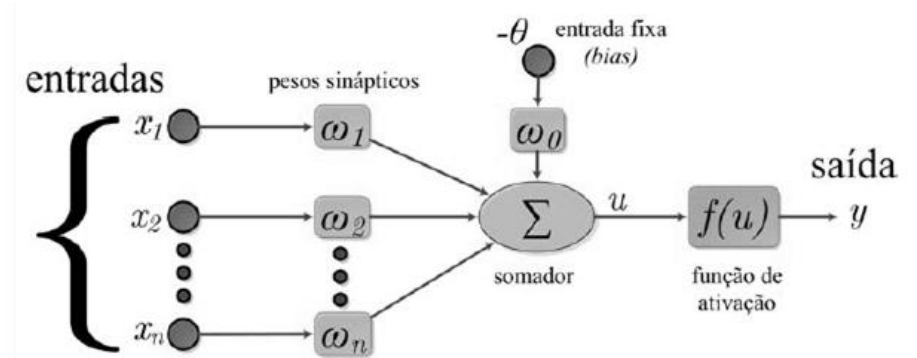 -θ
entrada fixa
(bias)
entradas
pesos sinápticos
x1
ω1
ω0
saída
x2
ω2
Σ
u
f(u)
y
somador
função de
ativação
xn
ωn